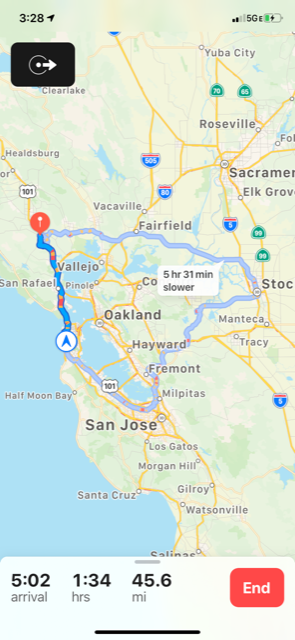 3:28
5GE
Yuba City
Clearlake
70
65
Roseville
Fol
Healdsburg
505
or
101
80
Sacramen
Elk Grov
Vacaville
Fairfield
5
99
99
Vallejo
5 hr 31 min
slower
San Rafael
Pinole
Co
Stoc
Oakland
Manteca
Hayward
Tracy
101
Fremont
5
Half Moon Bay
Milpitas
San Jose
Los Gatos
Morgan Hill
Santa Cruz
Gilroy
Watsonville
Salinas
5:02
1:34
45.6
End
arrival
hrs
mi